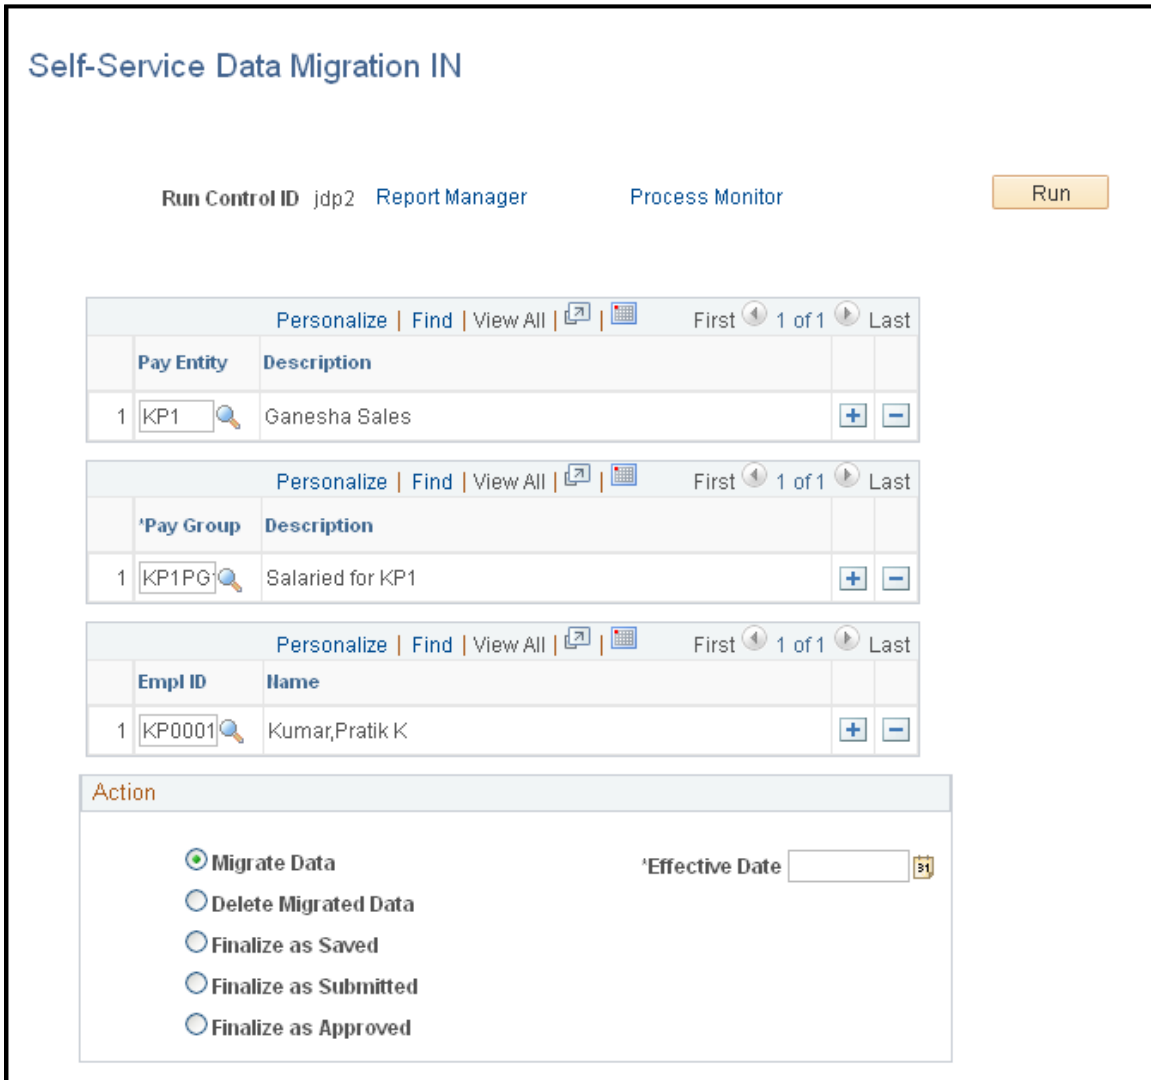 Self-Service Data Migration IN
Run Control ID jdp2 Report Manager Process Monitor Run
Personalize | Find | View All | | First 1 of 1 Last
Pay Entity Description
1 KP1 Ganesha Sales
Personalize | Find | View All | | First 1 of 1 Last
*Pay Group Description
1 KP1PG Salaried for KP1
Personalize | Find | View All | | First 1 of 1 Last
Empl ID Name
1 KP0001 Kumar,Pratik K
Action
Migrate Data *Effective Date 31
Delete Migrated Data
Finalize as Saved
Finalize as Submitted
Finalize as Approved